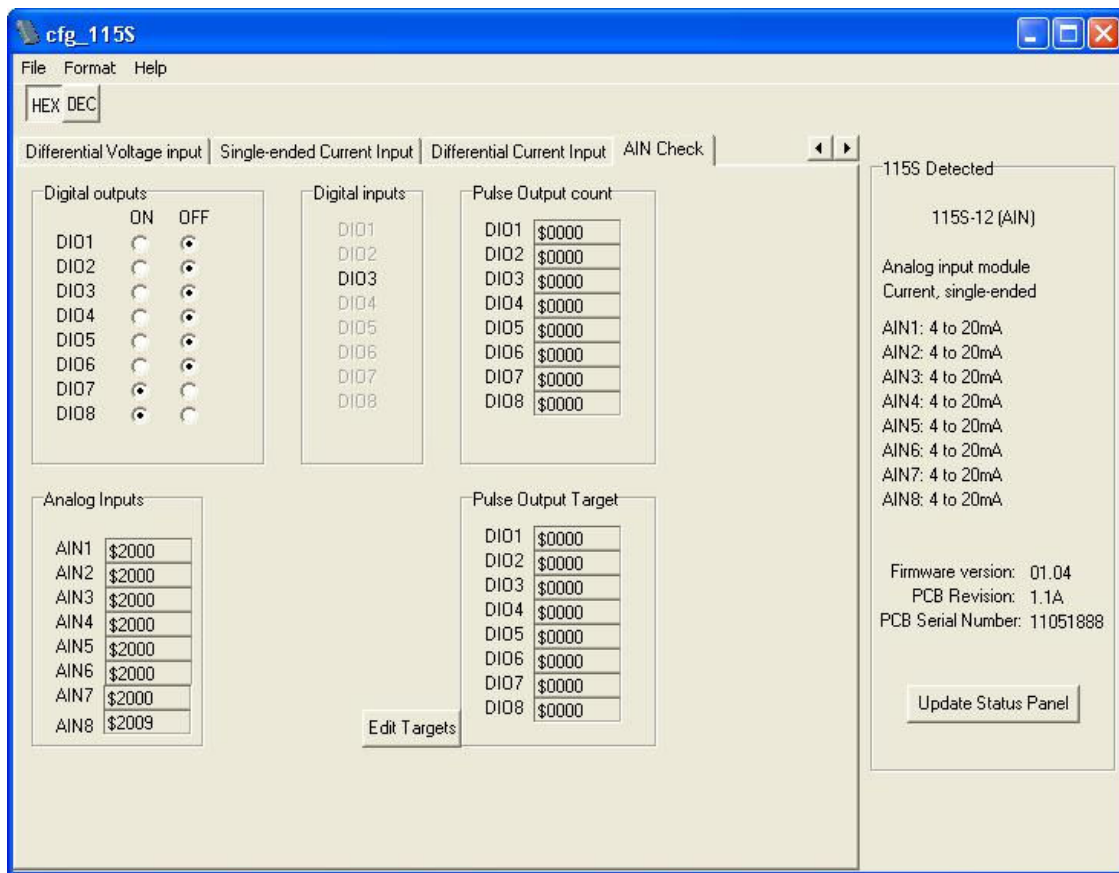 cfg_115S
File Format Help
HEX DEC
Differential Voltage input Single-ended Current Input Differential Current Input AIN Check
Digital outputs
ON OFF
DIO1
DIO2
DIO3
DIO4
DIO5
DIO6
DIO7
DIO8
Digital inputs
DIO1
DIO2
DIO3
DIO4
DIO5
DIO6
DIO7
DIO8
Pulse Output count
DIO1 $0000
DIO2 $0000
DIO3 $0000
DIO4 $0000
DIO5 $0000
DIO6 $0000
DIO7 $0000
DIO8 $0000
Analog Inputs
AIN1 $2000
AIN2 $2000
AIN3 $2000
AIN4 $2000
AIN5 $2000
AIN6 $2000
AIN7 $2000
AIN8 $2009
Edit Targets
Pulse Output Target
DIO1 $0000
DIO2 $0000
DIO3 $0000
DIO4 $0000
DIO5 $0000
DIO6 $0000
DIO7 $0000
DIO8 $0000
115S Detected
115S-12 (AIN)
Analog input module
Current, single-ended
AIN1: 4 to 20mA
AIN2: 4 to 20mA
AIN3: 4 to 20mA
AIN4: 4 to 20mA
AIN5: 4 to 20mA
AIN6: 4 to 20mA
AIN7: 4 to 20mA
AIN8: 4 to 20mA
Firmware version: 01.04
PCB Revision: 1.1A
PCB Serial Number: 11051888
Update Status Panel